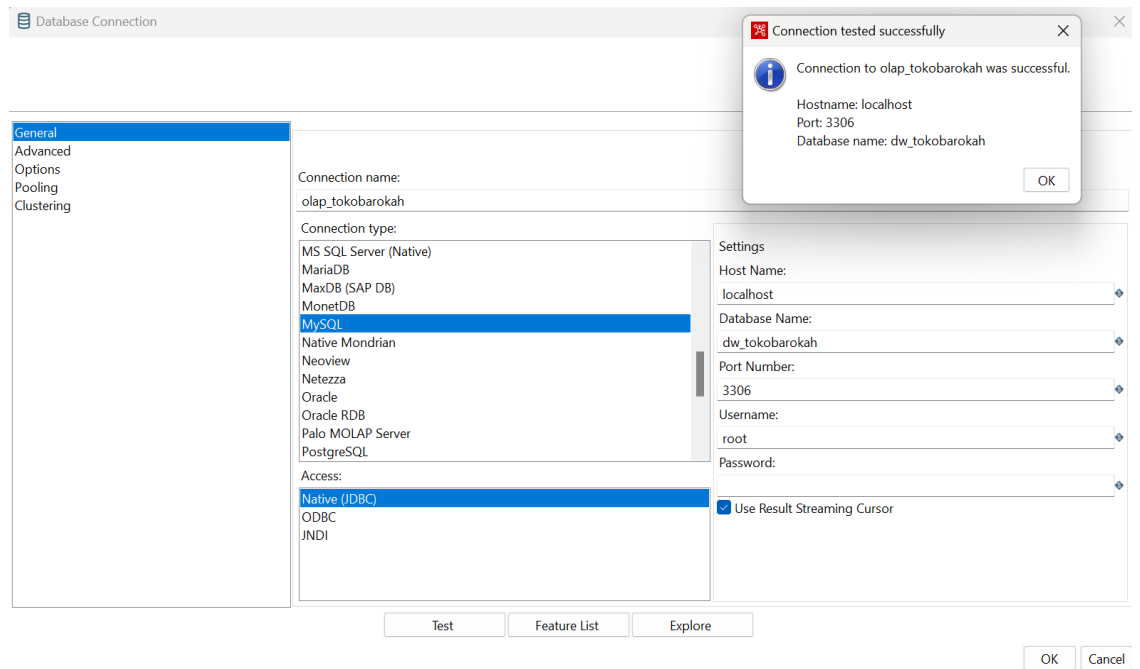 Database Connection
Connection tested successfully
Connection to olap_tokobarokah was successful.
Hostname: localhost
Port: 3306
Database name: dw_tokobarokah
OK
General
Advanced
Options
Pooling
Clustering
Connection name:
olap_tokobarokah
Connection type:
MS SQL Server (Native)
MariaDB
MaxDB (SAP DB)
MonetDB
MySQL
Native Mondrian
Neoview
Netezza
Oracle
Oracle RDB
Palo MOLAP Server
PostgreSQL
Access:
Native (JDBC)
ODBC
JNDI
Settings
Host Name:
localhost
Database Name:
dw_tokobarokah
Port Number:
3306
Username:
root
Password:
Use Result Streaming Cursor
Test Feature List Explore
OK Cancel